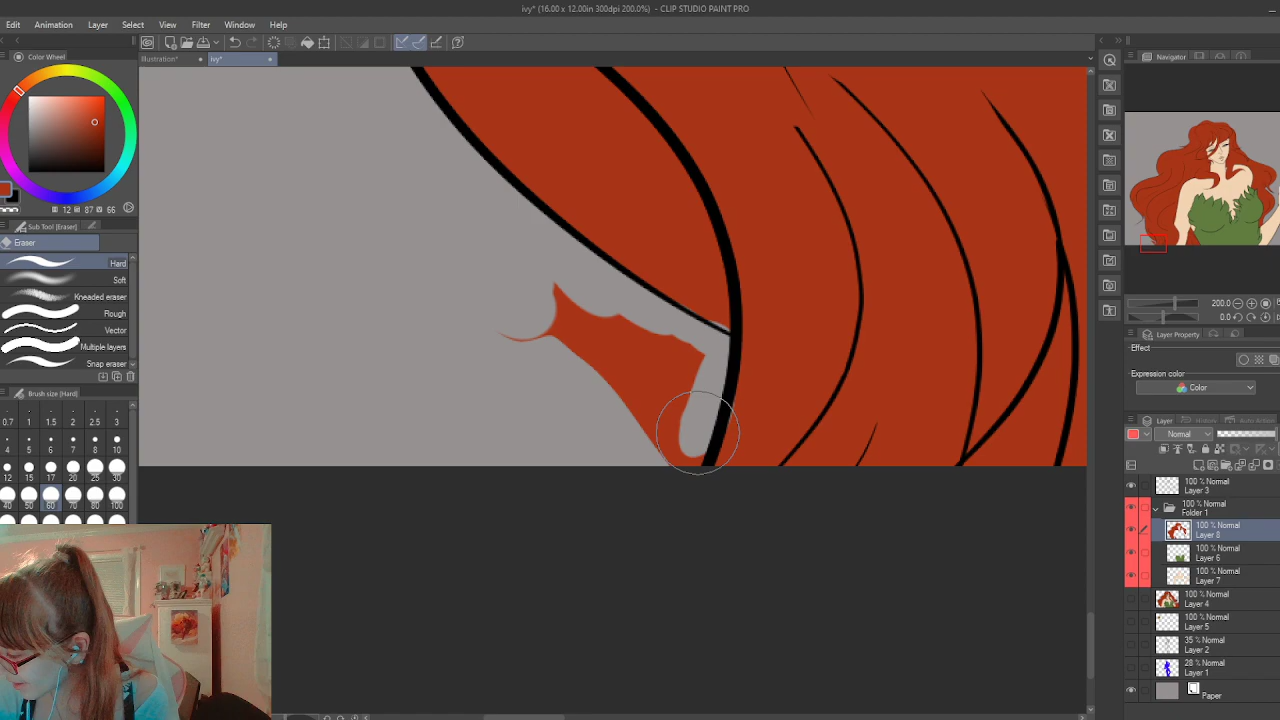 ivy* (16.00 x 12.00in 300dpi 200.0%) - CLIP STUDIO PAINT PRO
Edit Animation Layer Select View Filter Window Help
Illustration* ivy*
Color Wheel
12 87 66
Sub Tool [Eraser]
Eraser
Hard
Soft
Kneaded eraser
Rough
Vector
Multiple layers
Snap eraser
Brush size [Hard]
0.7 1 1.5 2 2.5 3
4 5 6 7 8 10
12 15 17 20 25 30
40 50 60 70 80 100
Navigator
200.0
0.0
Layer Property
Effect
Expression color
Color
Layer History Auto Action
Normal
100 % Normal
Layer 3
100 % Normal
Folder 1
100 % Normal
Layer 8
100 % Normal
Layer 6
100 % Normal
Layer 7
100 % Normal
Layer 4
100 % Normal
Layer 5
35 % Normal
Layer 2
28 % Normal
Layer 1
Paper